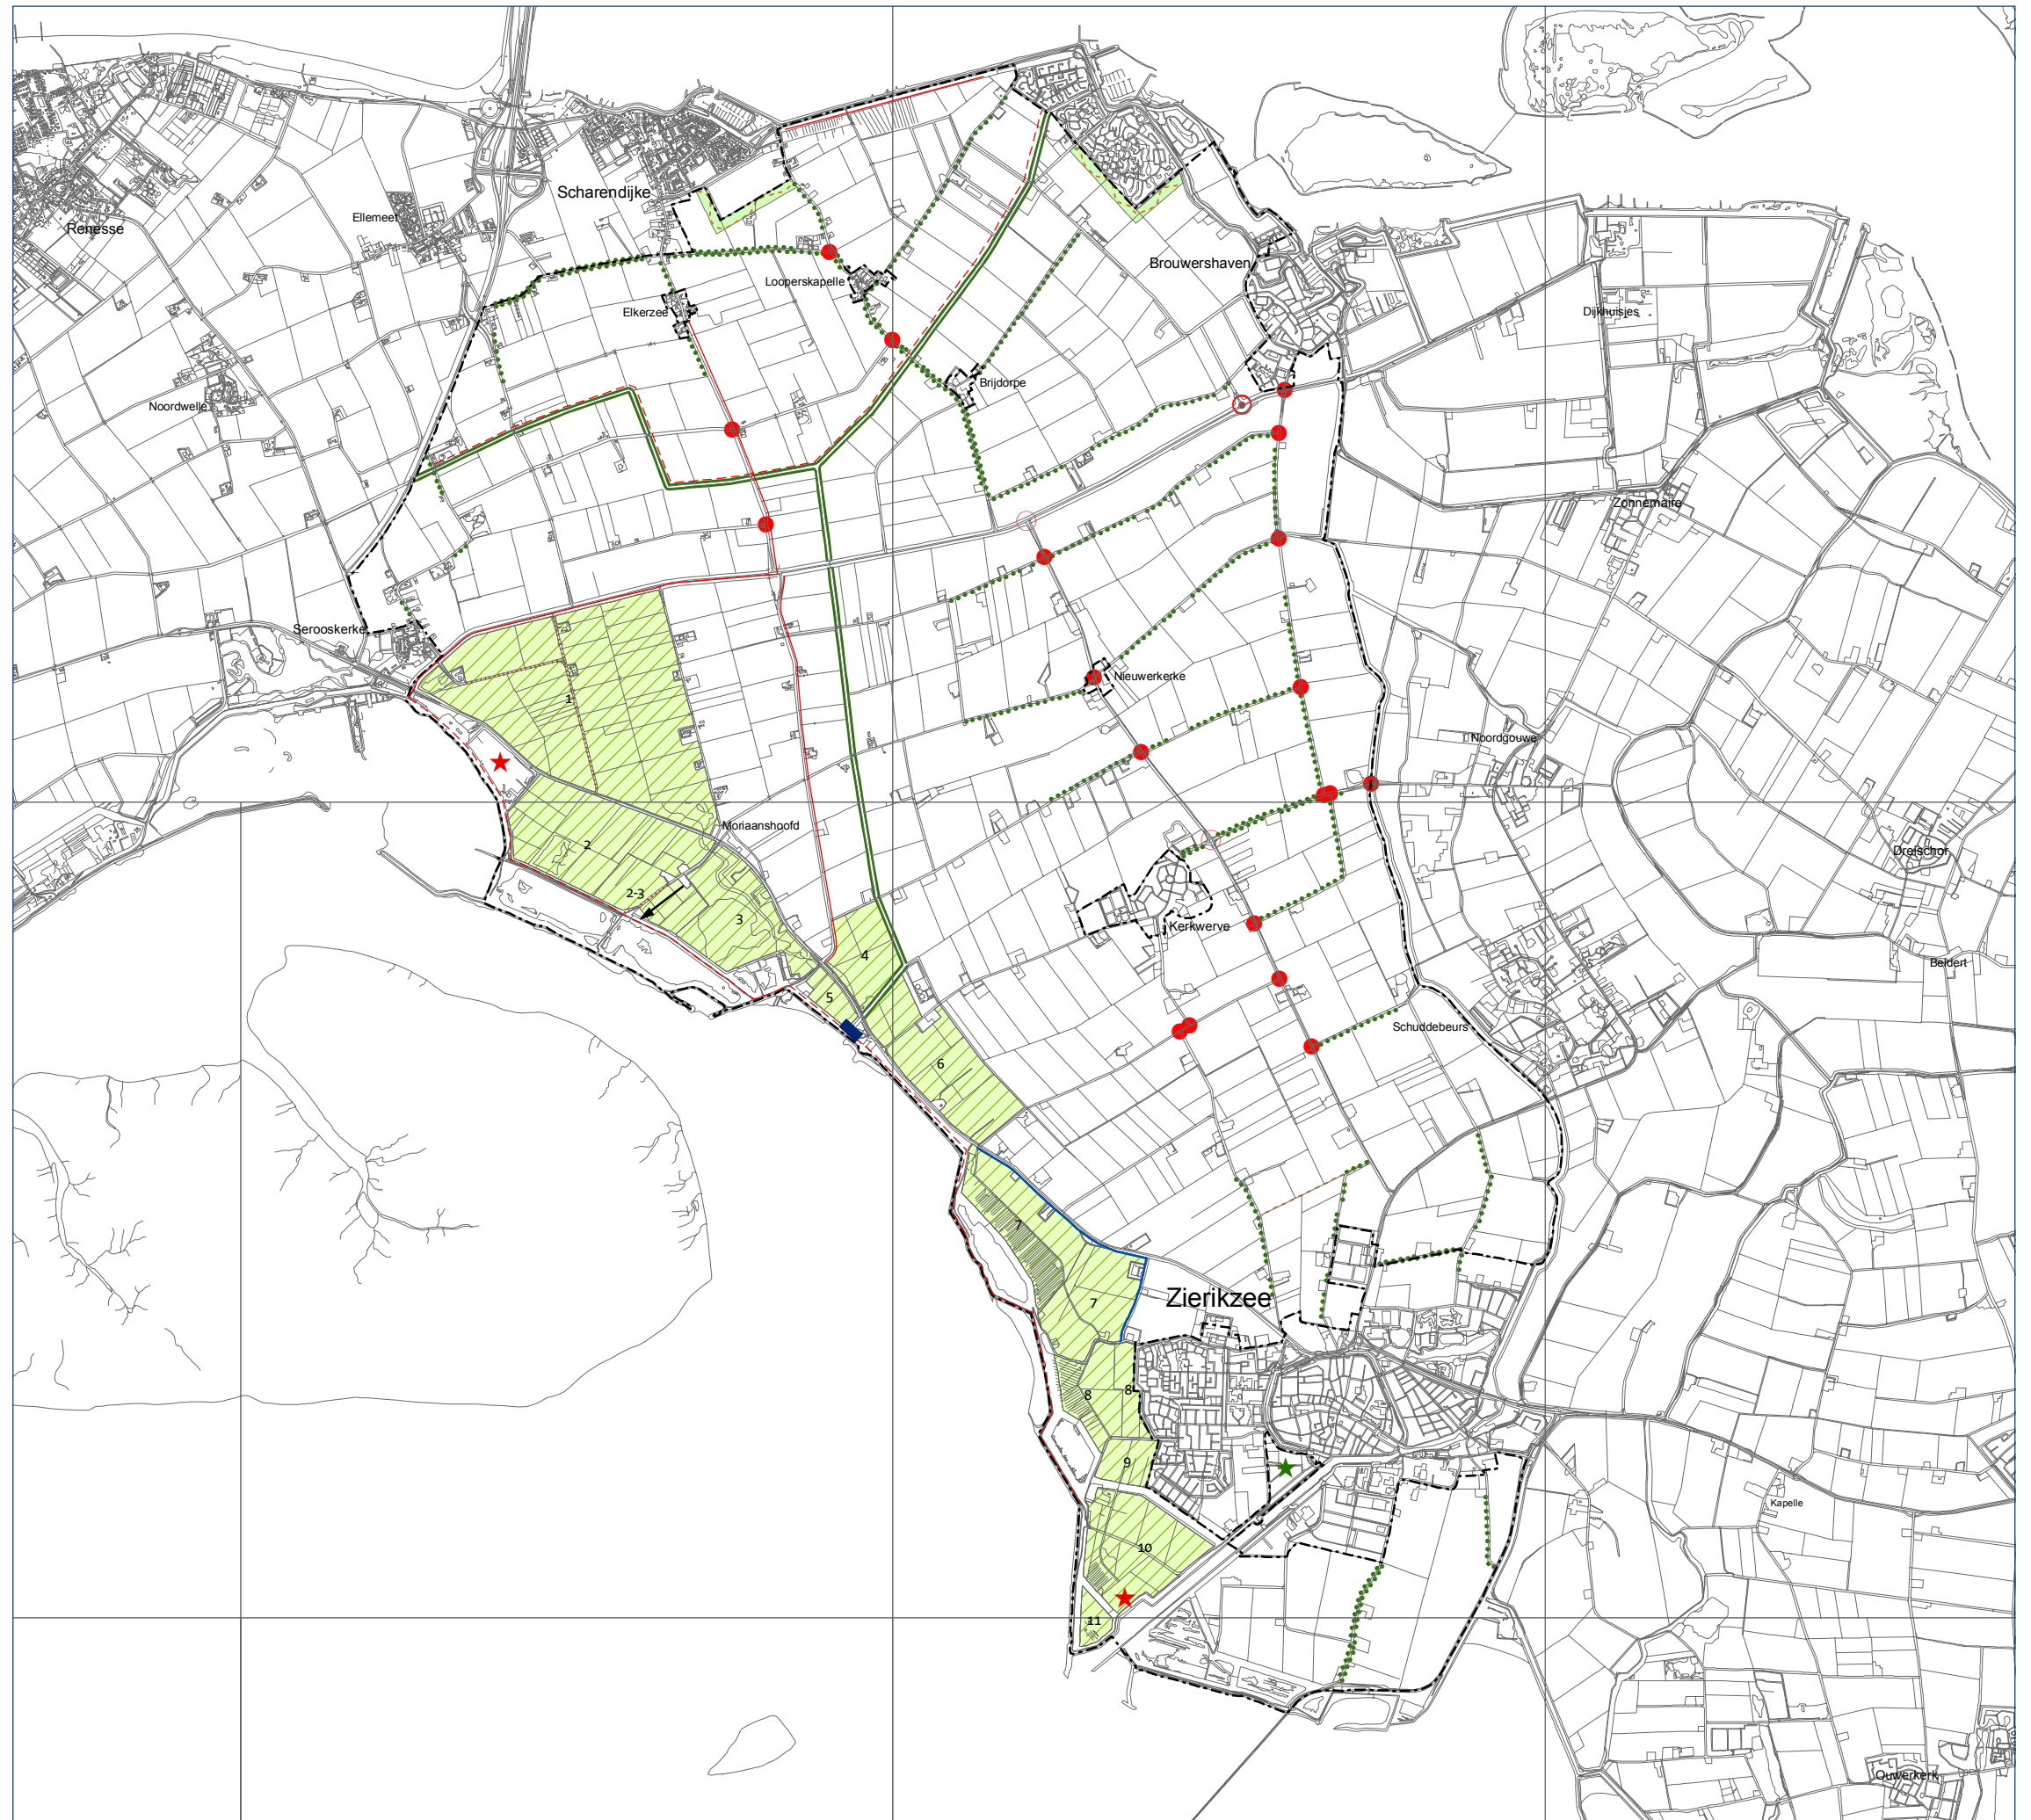 Scharendijke
Ellemeet
Renesse
Brouwershaven
Looperskapelle
Elkerzee
Dijkhuisjes
Brijdorpe
Noordwelle
Zonnemaire
Serooskerke
Nieuwerkerke
1
Noordgouwe
Moriaanshoofd
2
Dreischor
2-3
3
Kerkwerve
4
Beldert
5
Schuddebeurs
6
7
7
Zierikzee
8
8
9
Kapelle
10
11
Ouwerkerk